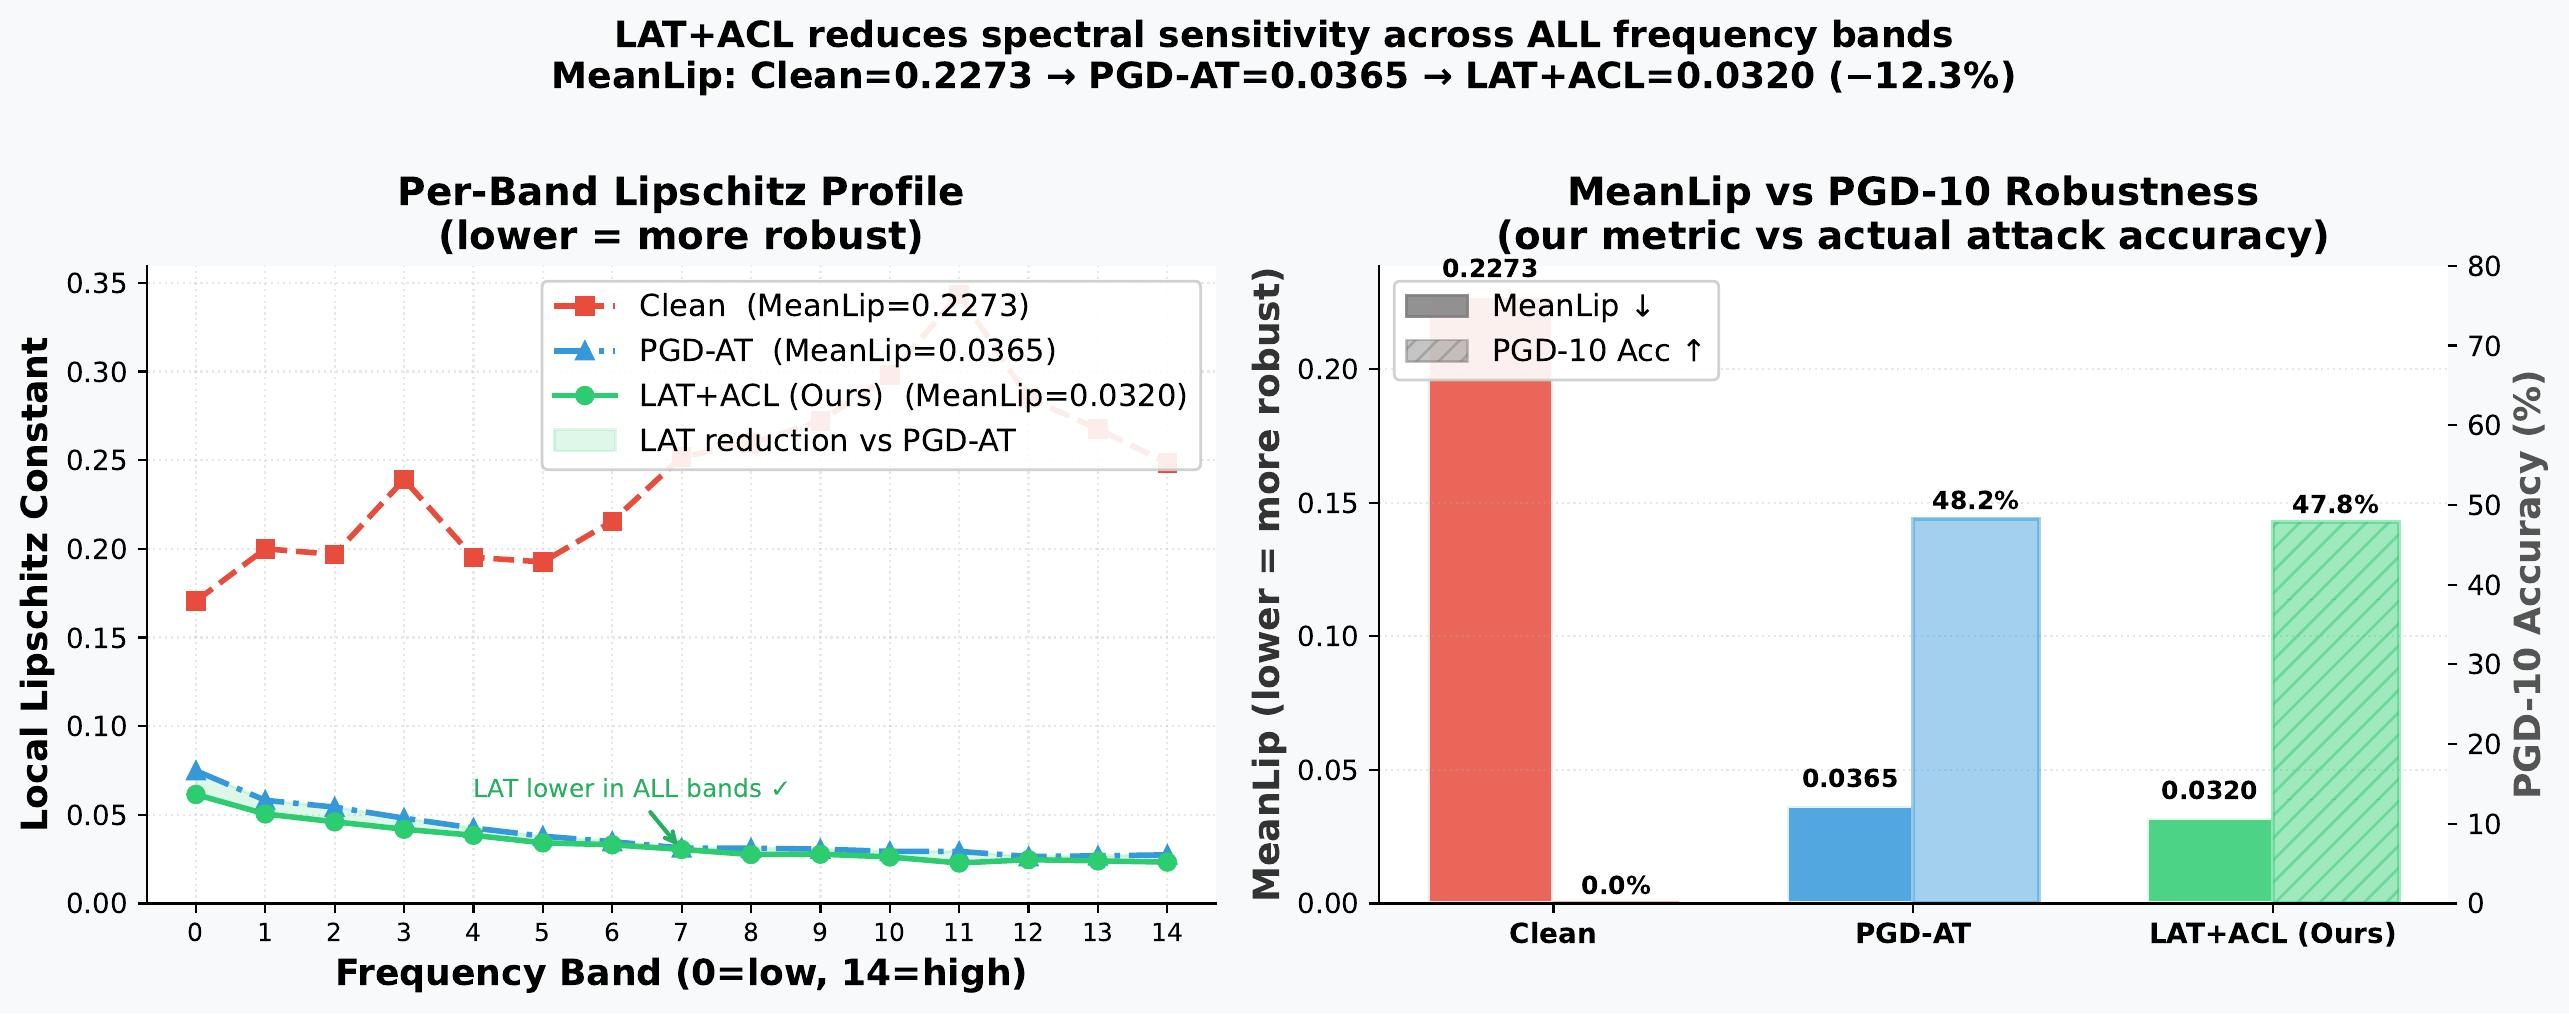 LAT+ACL reduces spectral sensitivity across ALL frequency bands
MeanLip: Clean=0.2273 → PGD-AT=0.0365 → LAT+ACL=0.0320 (−12.3%)
Per-Band Lipschitz Profile
(lower = more robust)
Local Lipschitz Constant
0.35
0.30
0.25
0.20
0.15
0.10
0.05
0.00
Clean  (MeanLip=0.2273)
PGD-AT  (MeanLip=0.0365)
LAT+ACL (Ours)  (MeanLip=0.0320)
LAT reduction vs PGD-AT
LAT lower in ALL bands ✓
0 1 2 3 4 5 6 7 8 9 10 11 12 13 14
Frequency Band (0=low, 14=high)
MeanLip vs PGD-10 Robustness
(our metric vs actual attack accuracy)
MeanLip (lower = more robust)
0.20
0.15
0.10
0.05
0.00
0.2273
MeanLip ↓
PGD-10 Acc ↑
0.0%
0.0365
48.2%
0.0320
47.8%
Clean PGD-AT LAT+ACL (Ours)
80
70
60
50
40
30
20
10
0
PGD-10 Accuracy (%)